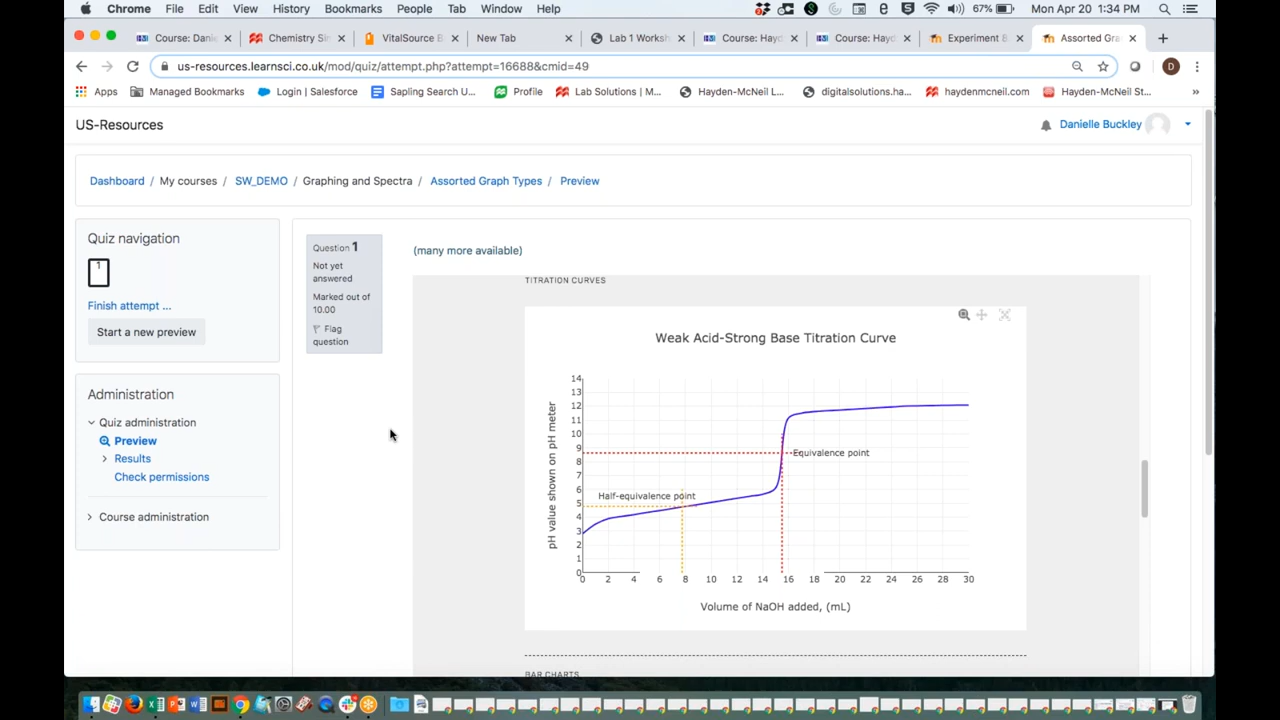 Chrome File Edit View History Bookmarks People Tab Window Help 67% Mon Apr 20 1:34 PM
Course: Danie Chemistry Sin VitalSource B New Tab Lab 1 Worksh Course: Hayd Course: Hayd Experiment B Assorted Gra
us-resources.learnsci.co.uk/mod/quiz/attempt.php?attempt=16688&cmid=49 D
Apps Managed Bookmarks Login | Salesforce Sapling Search U... Profile Lab Solutions | M... Hayden-McNeil L... digitalsolutions.ha... haydenmcneil.com Hayden-McNeil St... »
US-Resources
Danielle Buckley
Dashboard / My courses / SW_DEMO / Graphing and Spectra / Assorted Graph Types / Preview
Quiz navigation
1
Finish attempt ...
Start a new preview
Administration
Quiz administration
Preview
Results
Check permissions
Course administration
Question 1
Not yet
answered
Marked out of
10.00
Flag
question
(many more available)
TITRATION CURVES
Weak Acid-Strong Base Titration Curve
pH value shown on pH meter
14
13
12
11
10
9
8
7
6
5
4
3
2
1
0
Equivalence point
Half-equivalence point
0 2 4 6 8 10 12 14 16 18 20 22 24 26 28 30
Volume of NaOH added, (mL)
BAR CHARTS